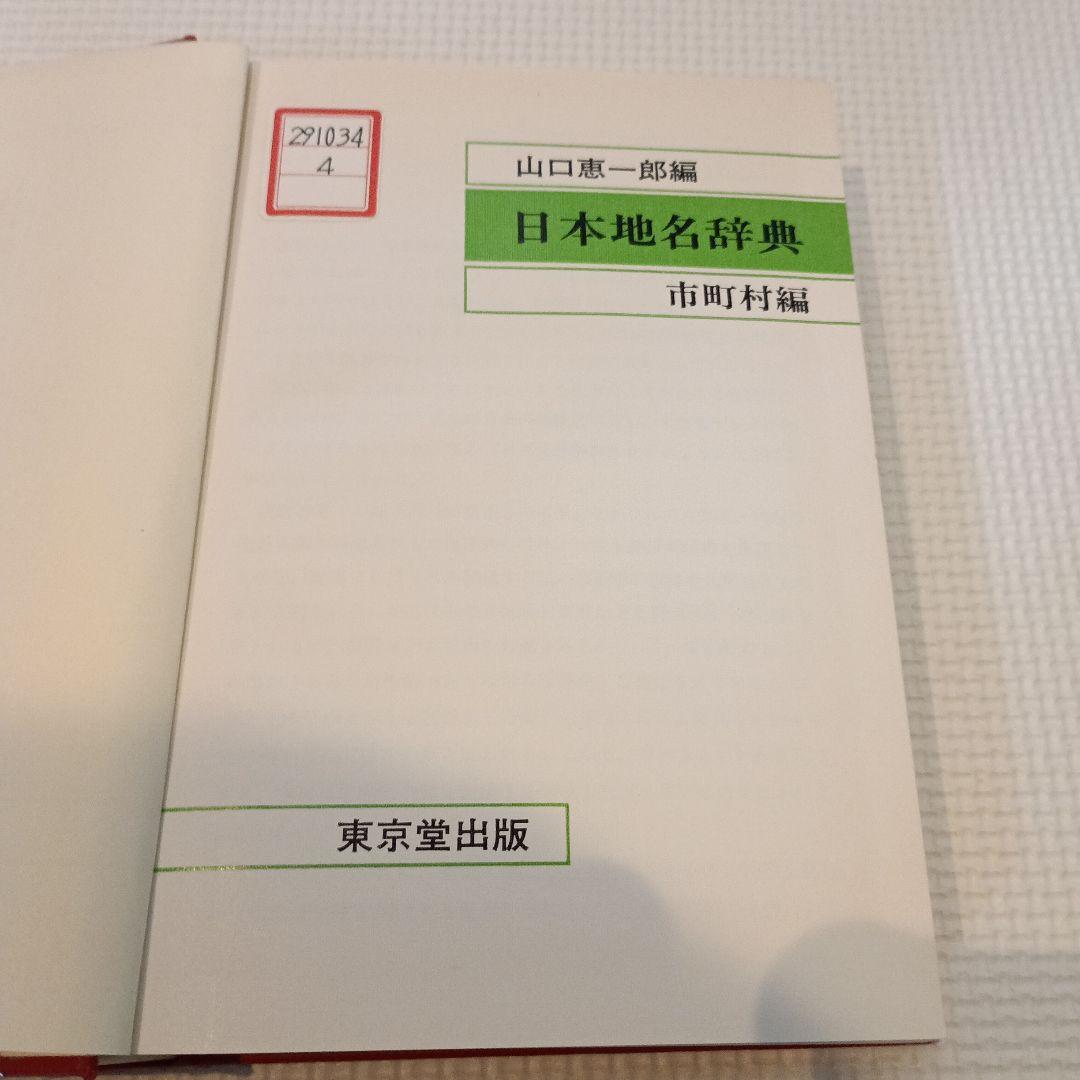 291034
4
山口恵一郎編
日本地名辞典
市町村編
東京堂出版